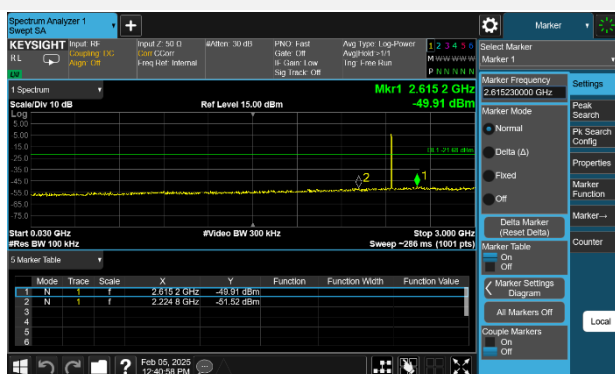 Spectrum Analyzer 1
Swept SA
Marker
KEYSIGHT
RL
Input: RF
Coupling: DC
Align: Off
Input Z: 50 Ω
Corr CCorr
Freq Ref: Internal
#Atten: 30 dB
PNO: Fast
Gate: Off
IF Gain: Low
Sig Track: Off
Avg Type: Log-Power
Avg|Hold:>1/1
Trig: Free Run
1 2 3 4 5 6
M W W W W W
P N N N N N
Select Marker
Marker 1
1 Spectrum
Mkr1 2.615 2 GHz
Scale/Div 10 dB
Ref Level 15.00 dBm
-49.91 dBm
Log
5.00
-5.00
-15.0
-25.0
-35.0
-45.0
-55.0
-65.0
-75.0
2
1
Start 0.030 GHz
#Video BW 300 kHz
Stop 3.000 GHz
#Res BW 100 kHz
Sweep ~286 ms (1001 pts)
5 Marker Table
Mode Trace Scale X Y Function Function Width Function Value
1 N 1 f 2.615 2 GHz -49.91 dBm
2 N 1 f 2.224 8 GHz -51.52 dBm
3
4
5
6
Marker Frequency
2.615230000 GHz
Marker Mode
Normal
Delta (Δ)
Fixed
Off
Delta Marker
(Reset Delta)
Marker Table
On
Off
Marker Settings
Diagram
All Markers Off
Couple Markers
On
Off
Settings
Peak
Search
Pk Search
Config
Properties
Marker
Function
Marker→
Counter
Local
?
Feb 05, 2025
12:40:58 PM